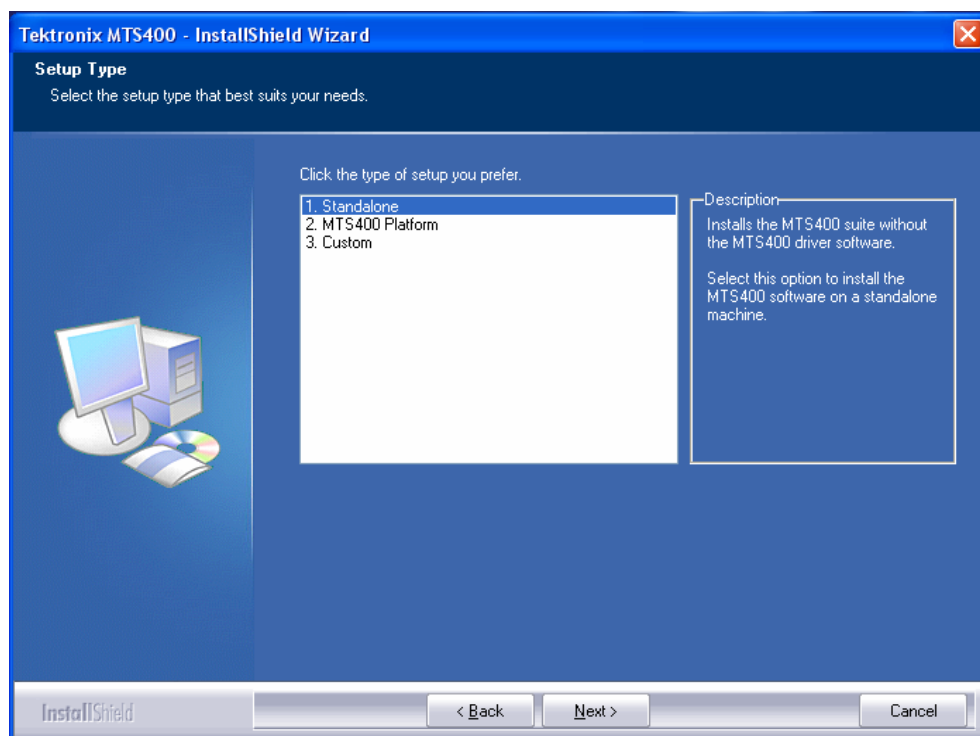 Tektronix MTS400 - InstallShield Wizard
Setup Type
Select the setup type that best suits your needs.
Click the type of setup you prefer.
1. Standalone
2. MTS400 Platform
3. Custom
Description
Installs the MTS400 suite without
the MTS400 driver software.
Select this option to install the
MTS400 software on a standalone
machine.
InstallShield
< Back
Next >
Cancel